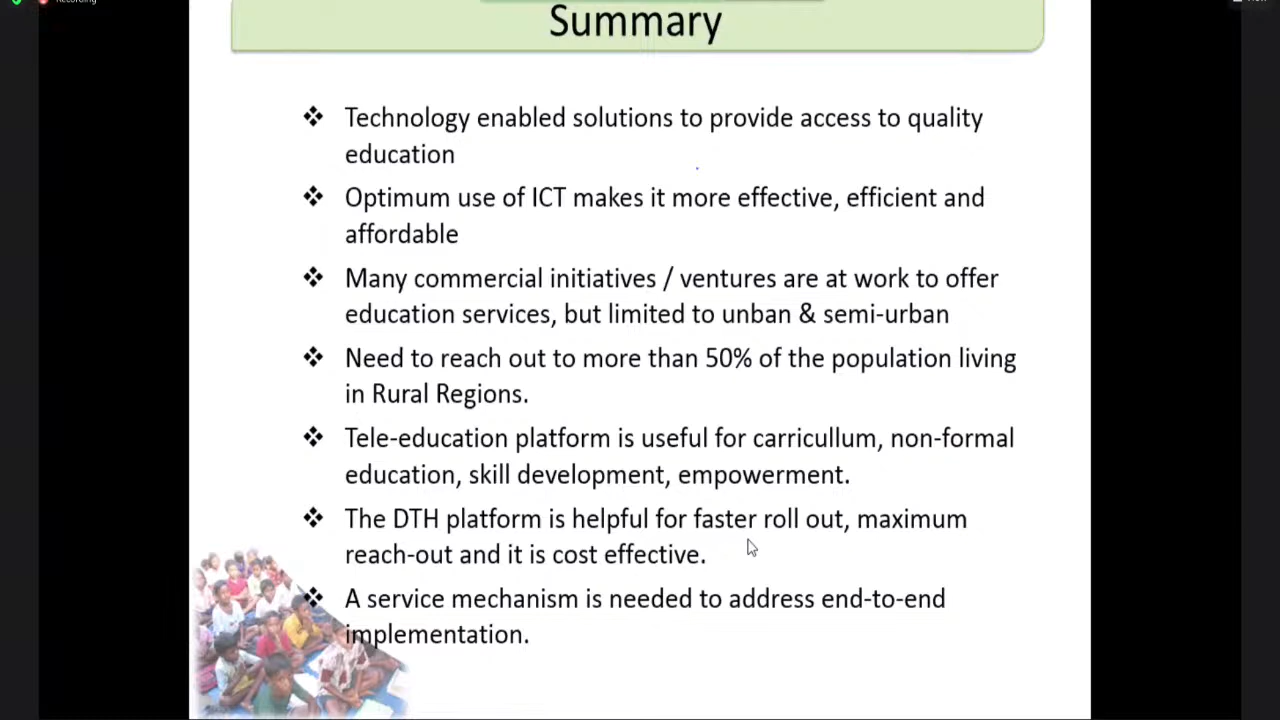 Recording
View
Summary
❖ Technology enabled solutions to provide access to quality
education
❖ Optimum use of ICT makes it more effective, efficient and
affordable
❖ Many commercial initiatives / ventures are at work to offer
education services, but limited to unban & semi-urban
❖ Need to reach out to more than 50% of the population living
in Rural Regions.
❖ Tele-education platform is useful for carricullum, non-formal
education, skill development, empowerment.
❖ The DTH platform is helpful for faster roll out, maximum
reach-out and it is cost effective.
❖ A service mechanism is needed to address end-to-end
implementation.